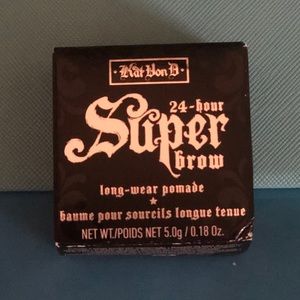 ·Kat Von D·
24-hour
Super
brow
long-wear pomade
★
baume pour sourcils longue tenue
NET WT./POIDS NET 5.0g / 0.18 Oz.